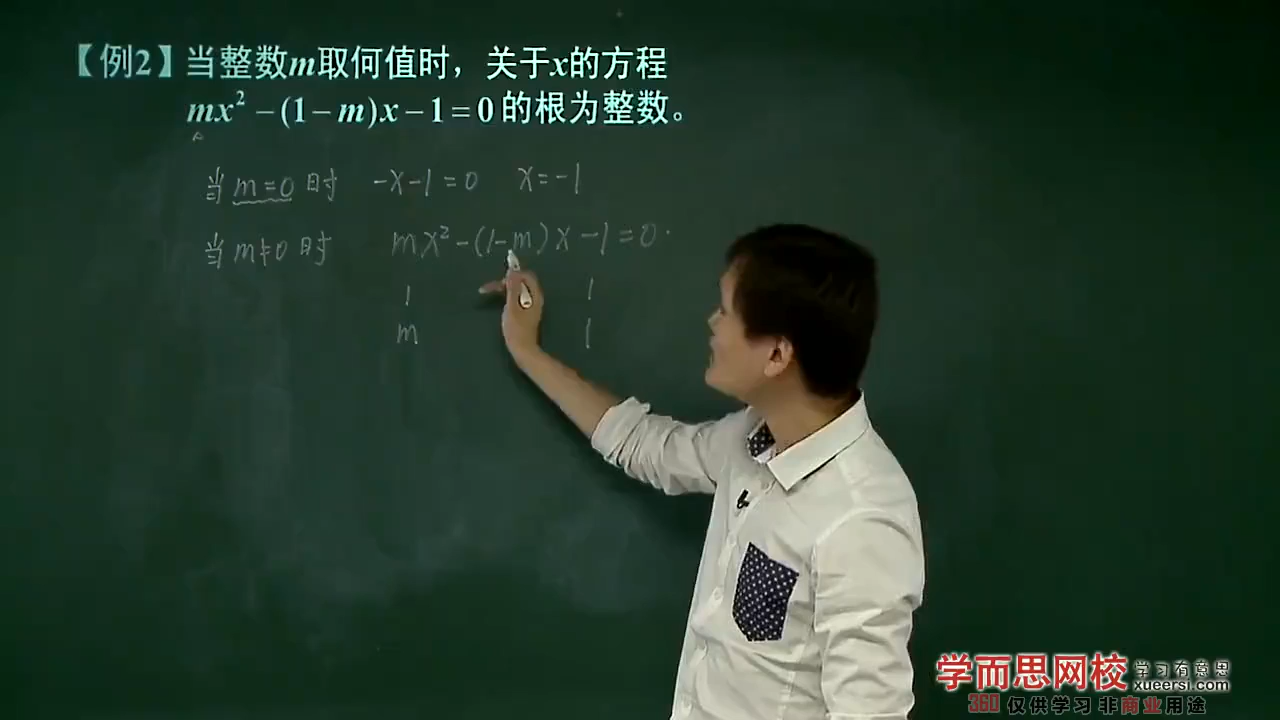 【例2】当整数m取何值时，关于x的方程
mx²－(1－m)x－1＝0的根为整数。
当m=0时 -x-1=0 x=-1
当m≠0时 mx²-(1-m)x-1=0.
1 1
m 1
学而思网校 学习有意思
xueersi.com
360 仅供学习 非商业用途